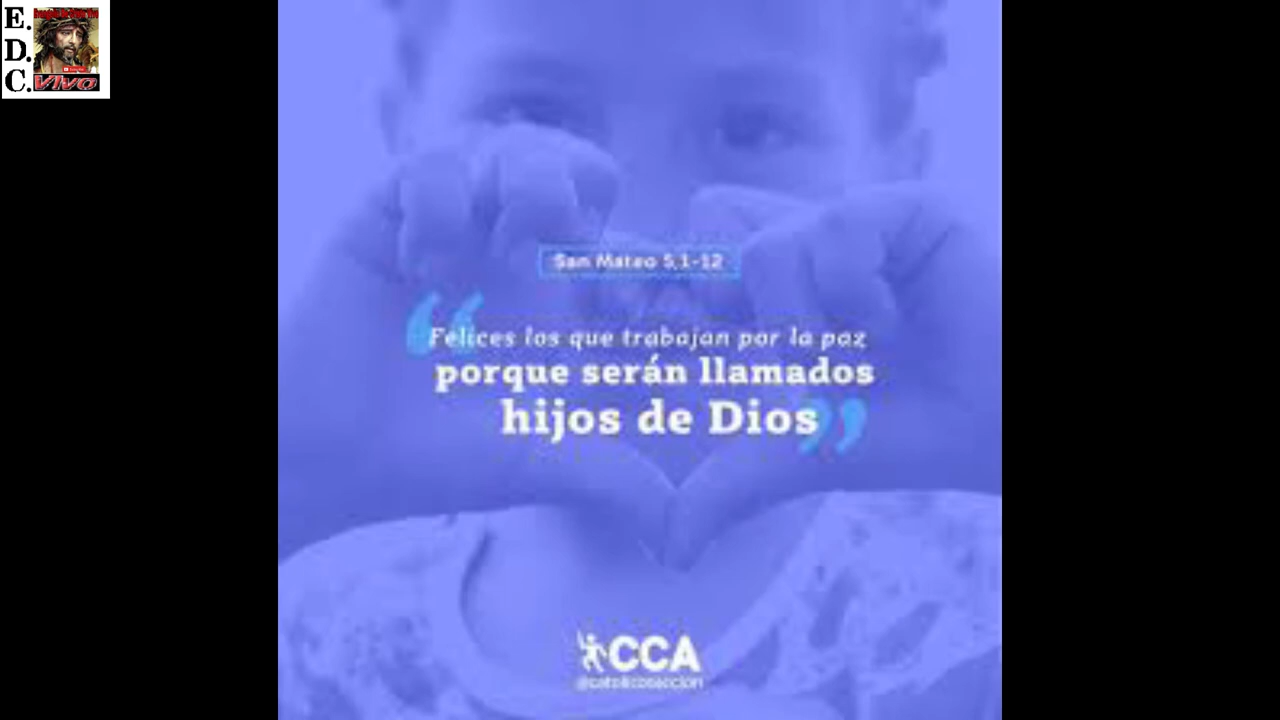 E.
D.
C. Vivo
San Mateo 5,1-12
“Felices los que trabajan por la paz
porque serán llamados
hijos de Dios”
CCA
@catolicosaccion